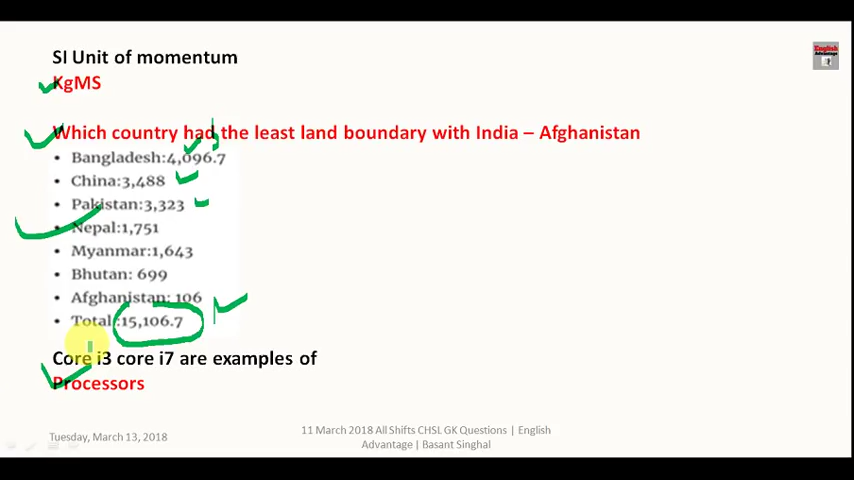 SI Unit of momentum
English
Advantage
KgMS
Which country had the least land boundary with India – Afghanistan
• Bangladesh:4,096.7
• China:3,488
• Pakistan:3,323
• Nepal:1,751
• Myanmar:1,643
• Bhutan: 699
• Afghanistan: 106
• Total:15,106.7
Core i3 core i7 are examples of
Processors
Tuesday, March 13, 2018
11 March 2018 All Shifts CHSL GK Questions | English
Advantage | Basant Singhal